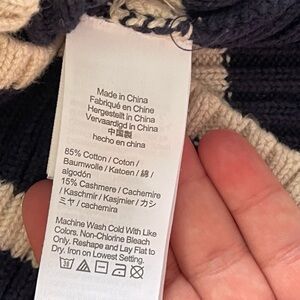 Made in China
Fabriqué en Chine
Hergestellt in China
Vervaardigd in China
中国製
hecho en china
85% Cotton / Coton /
Baumwolle / Katoen / 綿 /
algodón
15% Cashmere / Cachemire
/ Kaschmir / Kasjmier / カシ
ミヤ / cachemira
Machine Wash Cold With Like
Colors. Non-Chlorine Bleach
Only. Reshape and Lay Flat to
Dry. Iron on Lowest Setting.